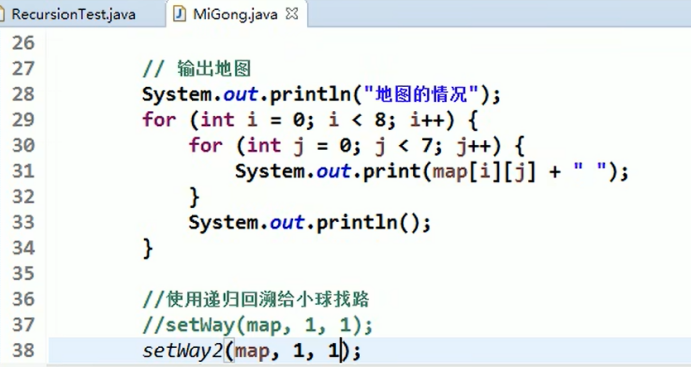 RecursionTest.java MiGong.java
26
27 // 输出地图
28 System.out.println("地图的情况");
29 for (int i = 0; i < 8; i++) {
30 for (int j = 0; j < 7; j++) {
31 System.out.print(map[i][j] + " ");
32 }
33 System.out.println();
34 }
35
36 //使用递归回溯给小球找路
37 //setWay(map, 1, 1);
38 setWay2(map, 1, 1);